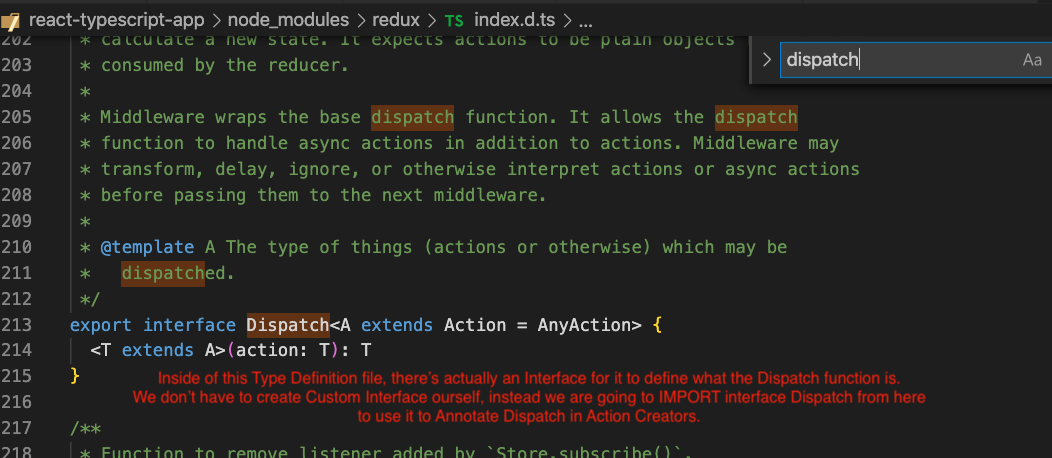 react-typescript-app > node_modules > redux > TS index.d.ts > ...
dispatch
Aa
202 * calculate a new state. It expects actions to be plain objects
203 * consumed by the reducer.
204 *
205 * Middleware wraps the base dispatch function. It allows the dispatch
206 * function to handle async actions in addition to actions. Middleware may
207 * transform, delay, ignore, or otherwise interpret actions or async actions
208 * before passing them to the next middleware.
209 *
210 * @template A The type of things (actions or otherwise) which may be
211 *   dispatched.
212 */
213 export interface Dispatch<A extends Action = AnyAction> {
214   <T extends A>(action: T): T
215 }
Inside of this Type Definition file, there's actually an Interface for it to define what the Dispatch function is.
216
We don't have to create Custom Interface ourself, instead we are going to IMPORT interface Dispatch from here
to use it to Annotate Dispatch in Action Creators.
217 /**
218 * Function to remove listener added by `Store.subscribe()`.